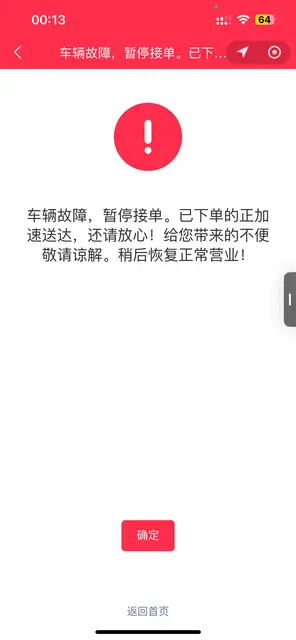 00:13
64
车辆故障，暂停接单。已下...
车辆故障，暂停接单。已下单的正加
速送达，还请放心！给您带来的不便
敬请谅解。稍后恢复正常营业！
确定
返回首页